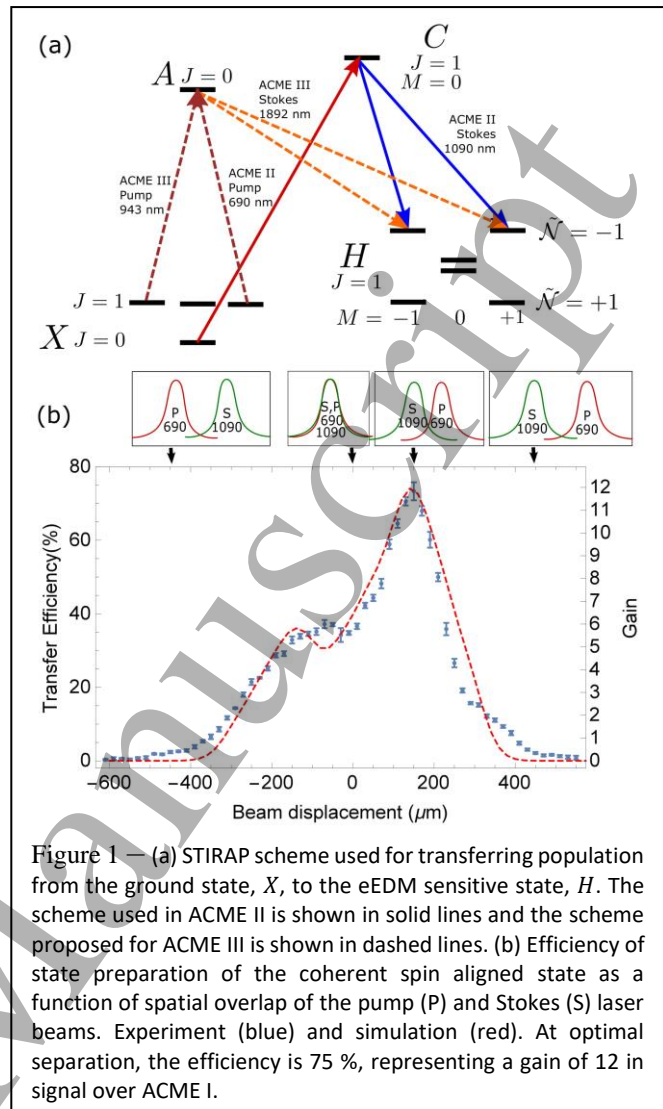 (a)
C
J = 1
M = 0
A J = 0
ACME III
Stokes
1892 nm
ACME II
Stokes
1090 nm
ACME III
Pump
943 nm
ACME II
Pump
690 nm
Ñ = −1
H
J = 1
J = 1
Ñ = +1
M = −1 0 +1
X J = 0
(b)
P
690
S
1090
S,P
690
1090
S
1090
P
690
S
1090
P
690
80
60
40
20
0
Transfer Efficiency(%)
12
11
10
9
8
7
6
5
4
3
2
1
0
Gain
−600 −400 −200 0 200 400
Beam displacement (μm)
Figure 1 — (a) STIRAP scheme used for transferring population
from the ground state, X, to the eEDM sensitive state, H. The
scheme used in ACME II is shown in solid lines and the scheme
proposed for ACME III is shown in dashed lines. (b) Efficiency of
state preparation of the coherent spin aligned state as a
function of spatial overlap of the pump (P) and Stokes (S) laser
beams. Experiment (blue) and simulation (red). At optimal
separation, the efficiency is 75 %, representing a gain of 12 in
signal over ACME I.
Manuscript